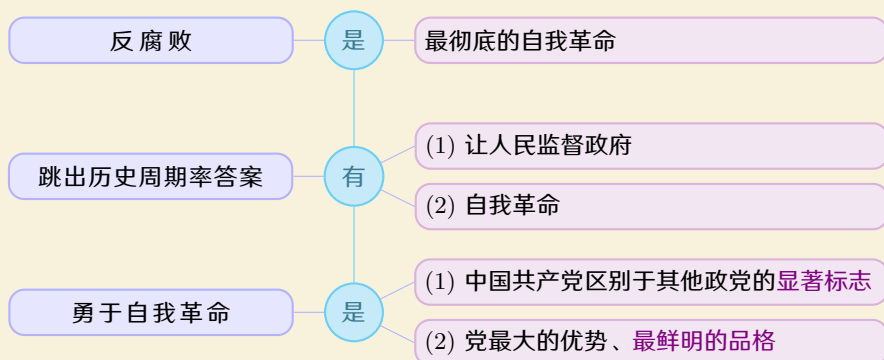 反腐败 是 最彻底的自我革命
(1) 让人民监督政府
跳出历史周期率答案 有
(2) 自我革命
(1) 中国共产党区别于其他政党的显著标志
勇于自我革命 是
(2) 党最大的优势、最鲜明的品格